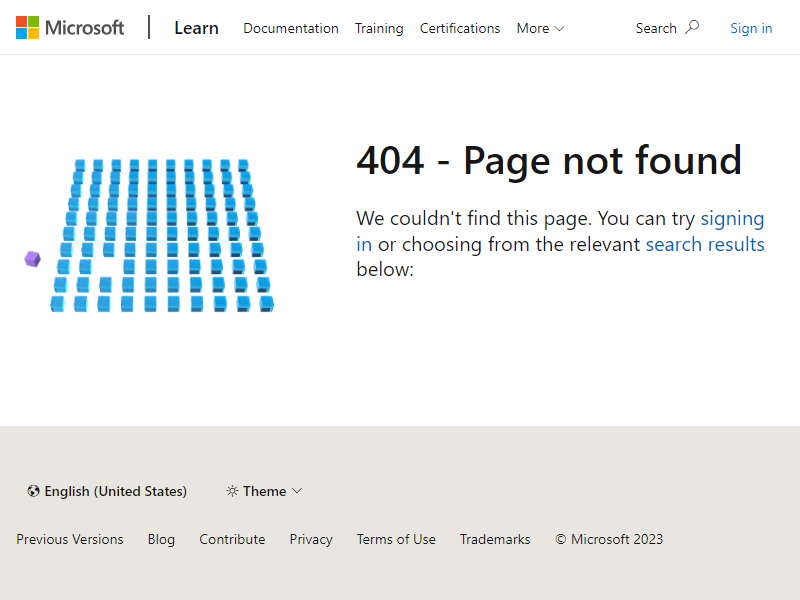 Microsoft
Learn
Documentation
Training
Certifications
More
Search
Sign in
404 - Page not found
We couldn't find this page. You can try signing
in or choosing from the relevant search results
below:
English (United States)
Theme
Previous Versions
Blog
Contribute
Privacy
Terms of Use
Trademarks
© Microsoft 2023